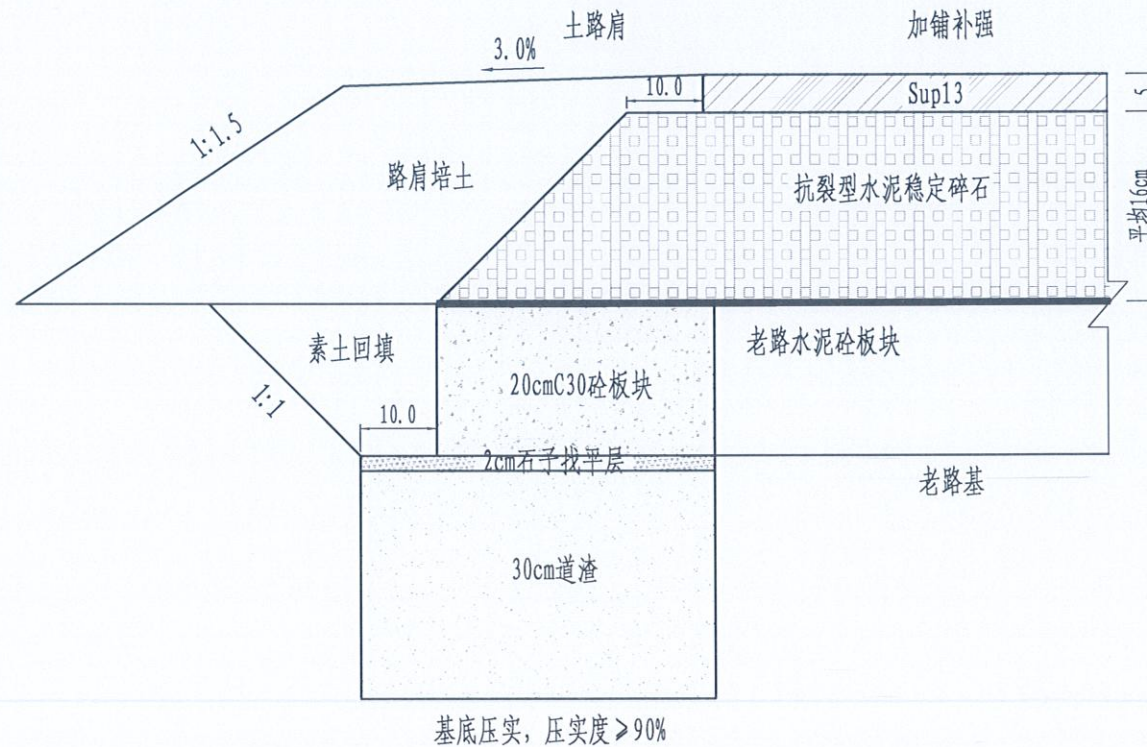 土路肩
加铺补强
3.0%
10.0
Sup13
1:1.5
路肩培土
抗裂型水泥稳定碎石
平均16cm
素土回填
老路水泥砼板块
20cmC30砼板块
1:1
10.0
2cm石子找平层
老路基
30cm道渣
基底压实，压实度≥90%